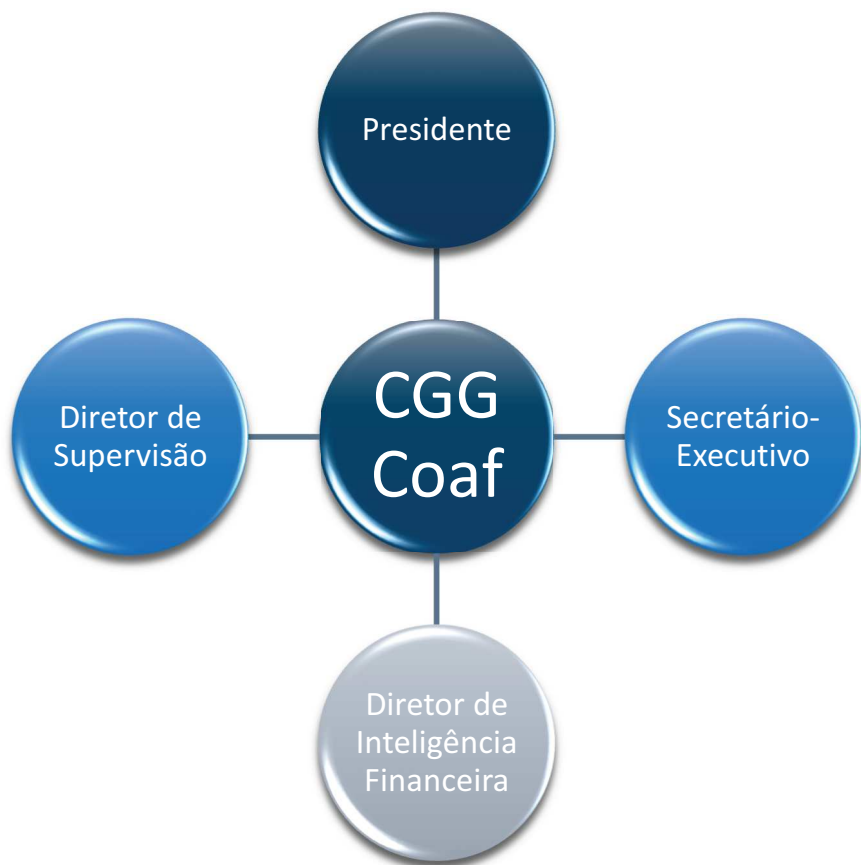 Presidente
Diretor de
Supervisão
CGG
Coaf
Secretário-
Executivo
Diretor de
Inteligência
Financeira